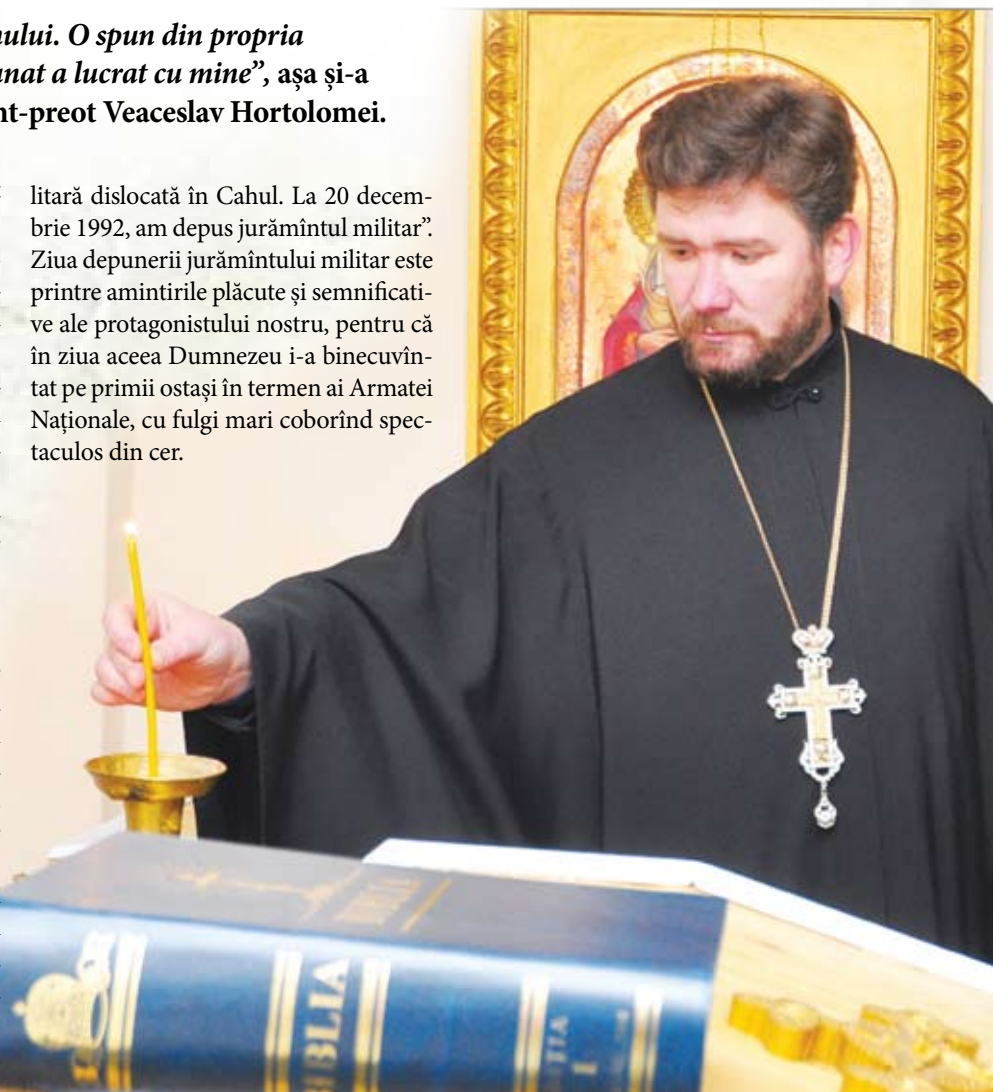 nului. O spun din propria
nat a lucrat cu mine”, așa și-a
nt-preot Veaceslav Hortolomei.
litară dislocată în Cahul. La 20 decem-
brie 1992, am depus jurămîntul militar”.
Ziua depunerii jurămîntului militar este
printre amintirile plăcute și semnificati-
ve ale protagonistului nostru, pentru că
în ziua aceea Dumnezeu i-a binecuvîn-
tat pe primii ostași în termen ai Armatei
Naționale, cu fulgi mari coborînd spec-
taculos din cer.
BIBLIA
BIBLIA